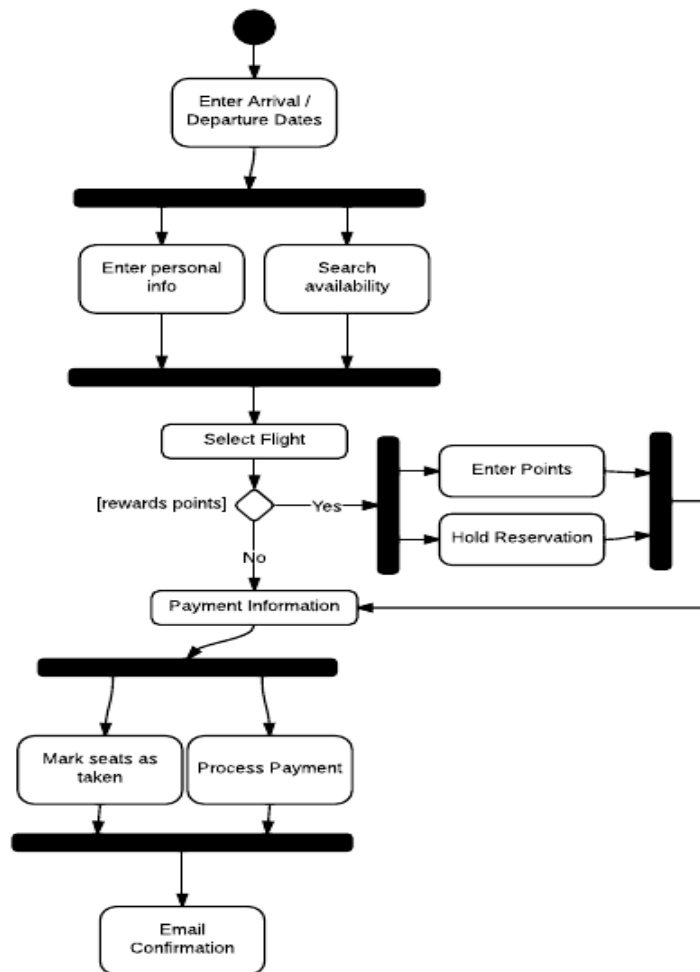 Enter Arrival /
Departure Dates
Enter personal
info
Search
availability
Select Flight
[rewards points]
Yes
Enter Points
Hold Reservation
No
Payment Information
Mark seats as
taken
Process Payment
Email
Confirmation